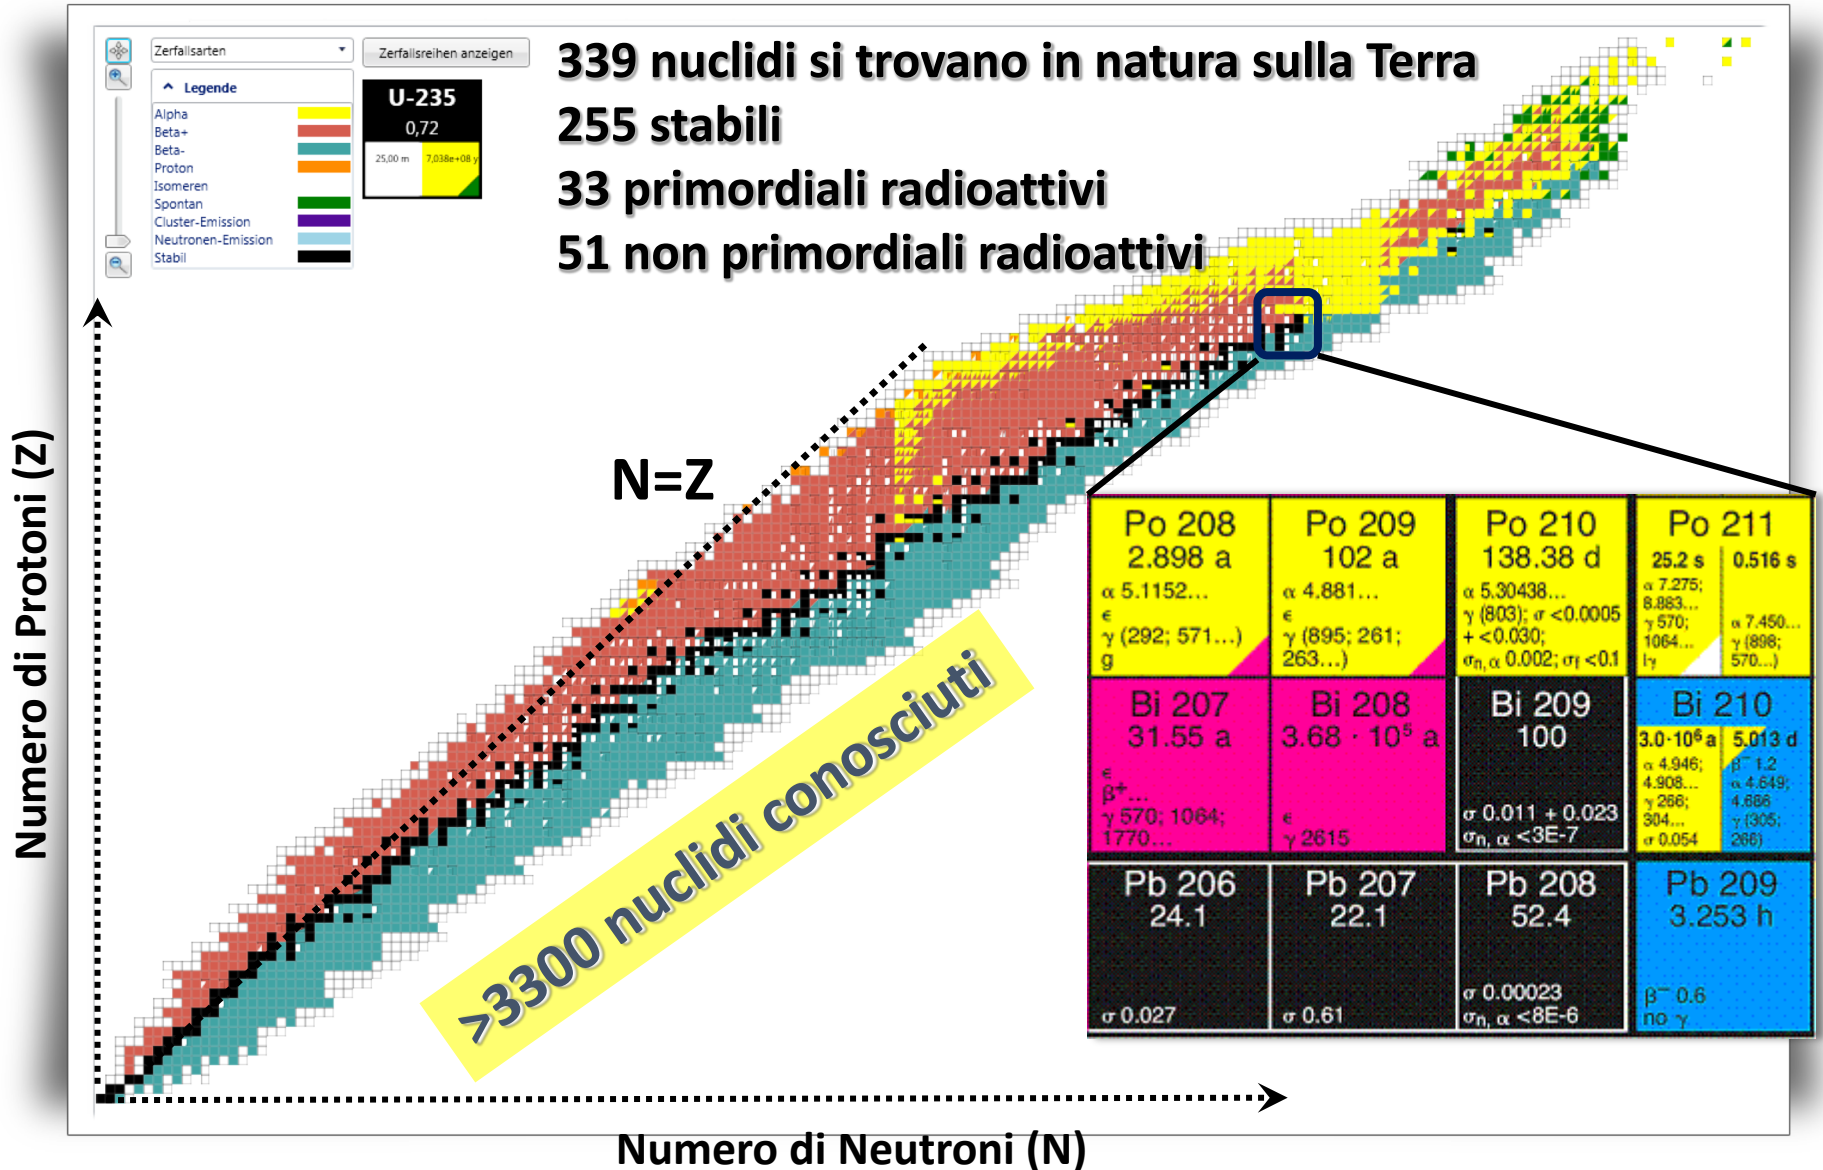 Zerfallsarten
Zerfallsreihen anzeigen
Legende
Alpha
Beta+
Beta-
Proton
Isomeren
Spontan
Cluster-Emission
Neutronen-Emission
Stabil
U-235
0,72
25,00 m
7,038e+08 y
339 nuclidi si trovano in natura sulla Terra
255 stabili
33 primordiali radioattivi
51 non primordiali radioattivi
N=Z
>3300 nuclidi conosciuti
Numero di Protoni (Z)
Numero di Neutroni (N)
Po 208
2.898 a
α 5.1152...
ε
γ (292; 571...)
g
Po 209
102 a
α 4.881...
ε
γ (895; 261;
263...)
Po 210
138.38 d
α 5.30438...
γ (803); σ <0.0005
+ <0.030;
σn, α 0.002; σf <0.1
Po 211
25.2 s
α 7.275;
8.883...
γ 570;
1064...
Iγ
0.516 s
α 7.450...
γ (898;
570...)
Bi 207
31.55 a
ε
β+...
γ 570; 1064;
1770...
Bi 208
3.68 · 10⁵ a
ε
γ 2615
Bi 209
100
σ 0.011 + 0.023
σn, α <3E-7
Bi 210
3.0·10⁶ a
α 4.946;
4.908...
γ 266;
304...
σ 0.054
5.013 d
β⁻ 1.2
α 4.649;
4.686
γ (305;
266)
Pb 206
24.1
σ 0.027
Pb 207
22.1
σ 0.61
Pb 208
52.4
σ 0.00023
σn, α <8E-6
Pb 209
3.253 h
β⁻ 0.6
no γ